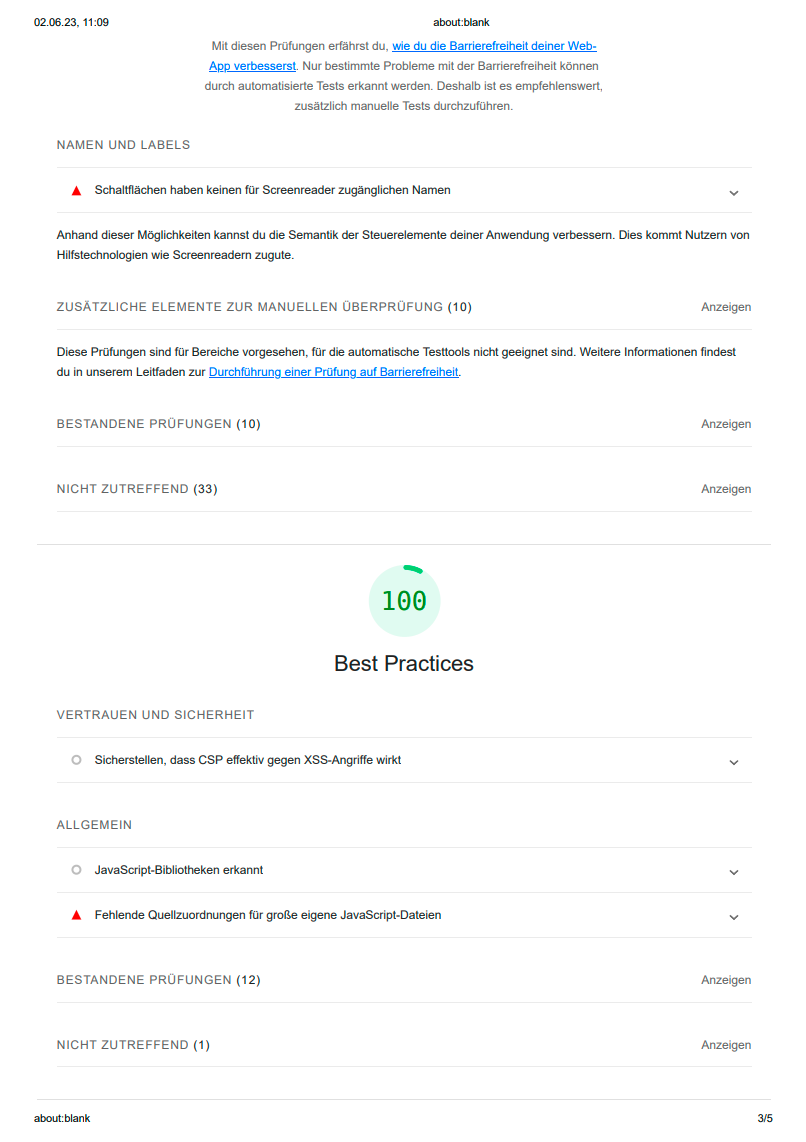 02.06.23, 11:09 about:blank
Mit diesen Prüfungen erfährst du, wie du die Barrierefreiheit deiner Web-
App verbesserst. Nur bestimmte Probleme mit der Barrierefreiheit können
durch automatisierte Tests erkannt werden. Deshalb ist es empfehlenswert,
zusätzlich manuelle Tests durchzuführen.
NAMEN UND LABELS
Schaltflächen haben keinen für Screenreader zugänglichen Namen
Anhand dieser Möglichkeiten kannst du die Semantik der Steuerelemente deiner Anwendung verbessern. Dies kommt Nutzern von
Hilfstechnologien wie Screenreadern zugute.
ZUSÄTZLICHE ELEMENTE ZUR MANUELLEN ÜBERPRÜFUNG (10) Anzeigen
Diese Prüfungen sind für Bereiche vorgesehen, für die automatische Testtools nicht geeignet sind. Weitere Informationen findest
du in unserem Leitfaden zur Durchführung einer Prüfung auf Barrierefreiheit.
BESTANDENE PRÜFUNGEN (10) Anzeigen
NICHT ZUTREFFEND (33) Anzeigen
100
Best Practices
VERTRAUEN UND SICHERHEIT
Sicherstellen, dass CSP effektiv gegen XSS-Angriffe wirkt
ALLGEMEIN
JavaScript-Bibliotheken erkannt
Fehlende Quellzuordnungen für große eigene JavaScript-Dateien
BESTANDENE PRÜFUNGEN (12) Anzeigen
NICHT ZUTREFFEND (1) Anzeigen
about:blank 3/5